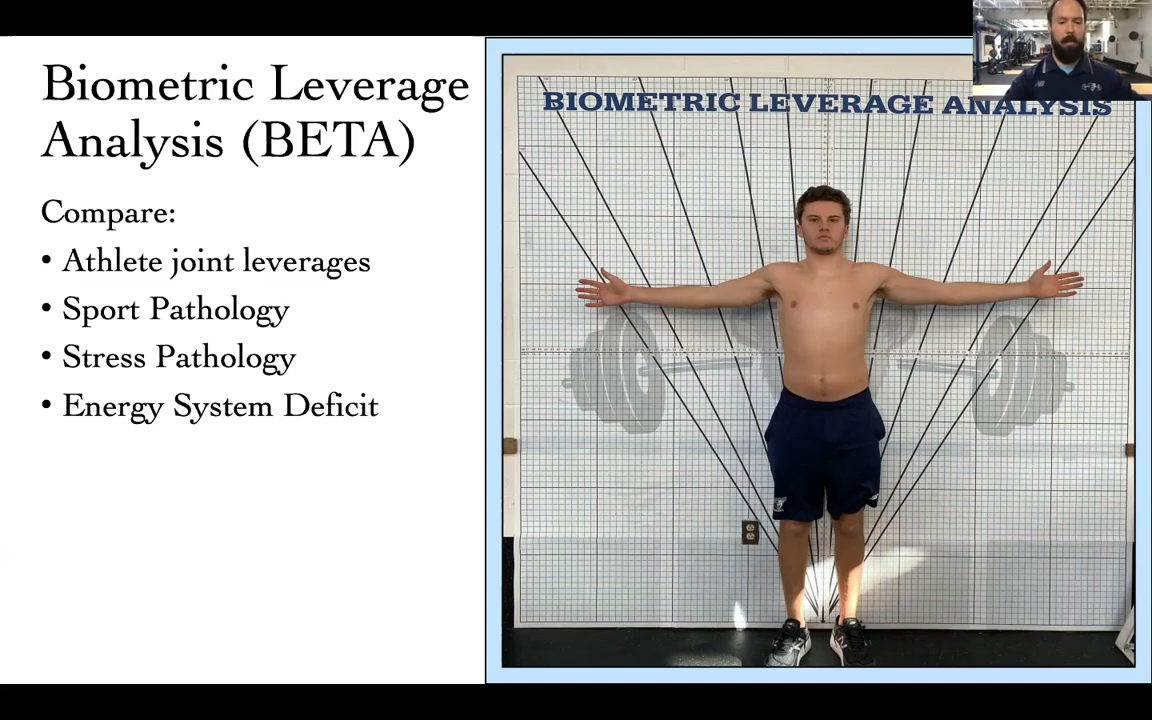 Biometric Leverage
Analysis (BETA)
Compare:
• Athlete joint leverages
• Sport Pathology
• Stress Pathology
• Energy System Deficit
BIOMETRIC LEVERAGE ANALYSIS